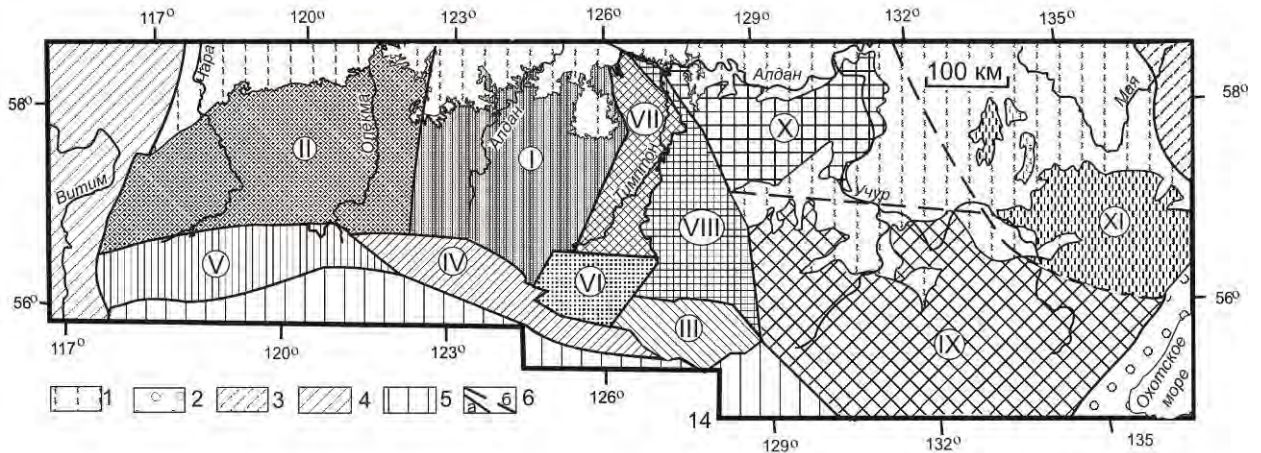 117° 120° 123° 126° 129° 132° 135°
58°
56°
58°
56°
Нара
Олекма
Алдан
Алдан
Мая
100 км
Витим
Тимптон
Учур
II
I
VII
X
XI
V
IV
VI
VIII
III
IX
Охотское
море
117° 120° 123° 126° 129° 132° 135
14
1 2 3 4 5 а б 6